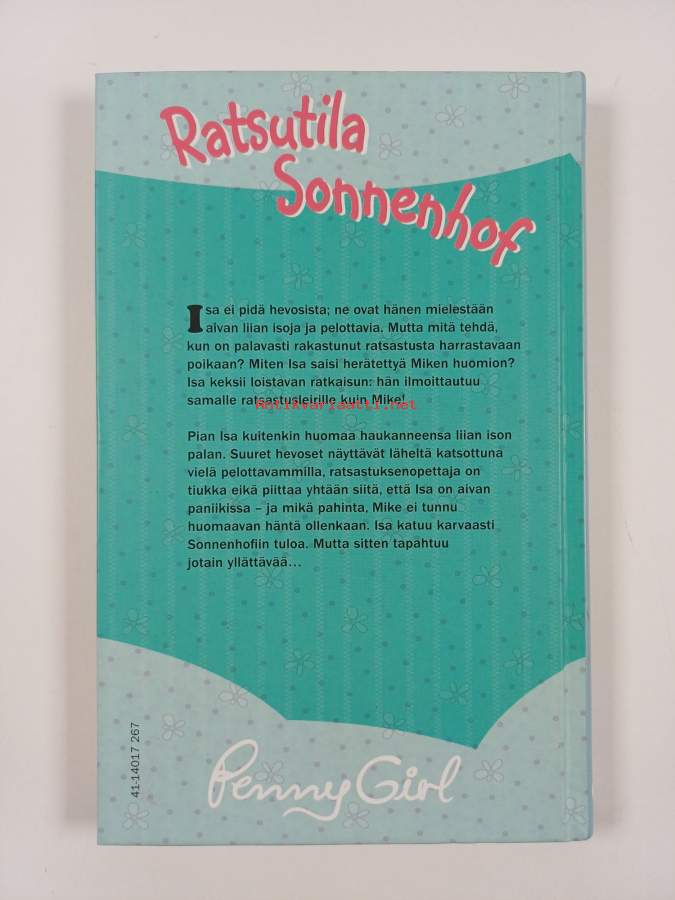 Ratsutila
Sonnenhof
Isa ei pidä hevosista; ne ovat hänen mielestään
aivan liian isoja ja pelottavia. Mutta mitä tehdä,
kun on palavasti rakastunut ratsastusta harrastavaan
poikaan? Miten Isa saisi herätettyä Miken huomion?
Isa keksii loistavan ratkaisun: hän ilmoittautuu
samalle ratsastusleirille kuin Mike!
Antikvariaatti.net
Pian Isa kuitenkin huomaa haukanneensa liian ison
palan. Suuret hevoset näyttävät läheltä katsottuna
vielä pelottavammilla, ratsastuksenopettaja on
tiukka eikä piittaa yhtään siitä, että Isa on aivan
paniikissa – ja mikä pahinta, Mike ei tunnu
huomaavan häntä ollenkaan. Isa katuu karvaasti
Sonnenhofiin tuloa. Mutta sitten tapahtuu
jotain yllättävää...
41-14017 267
Penny Girl